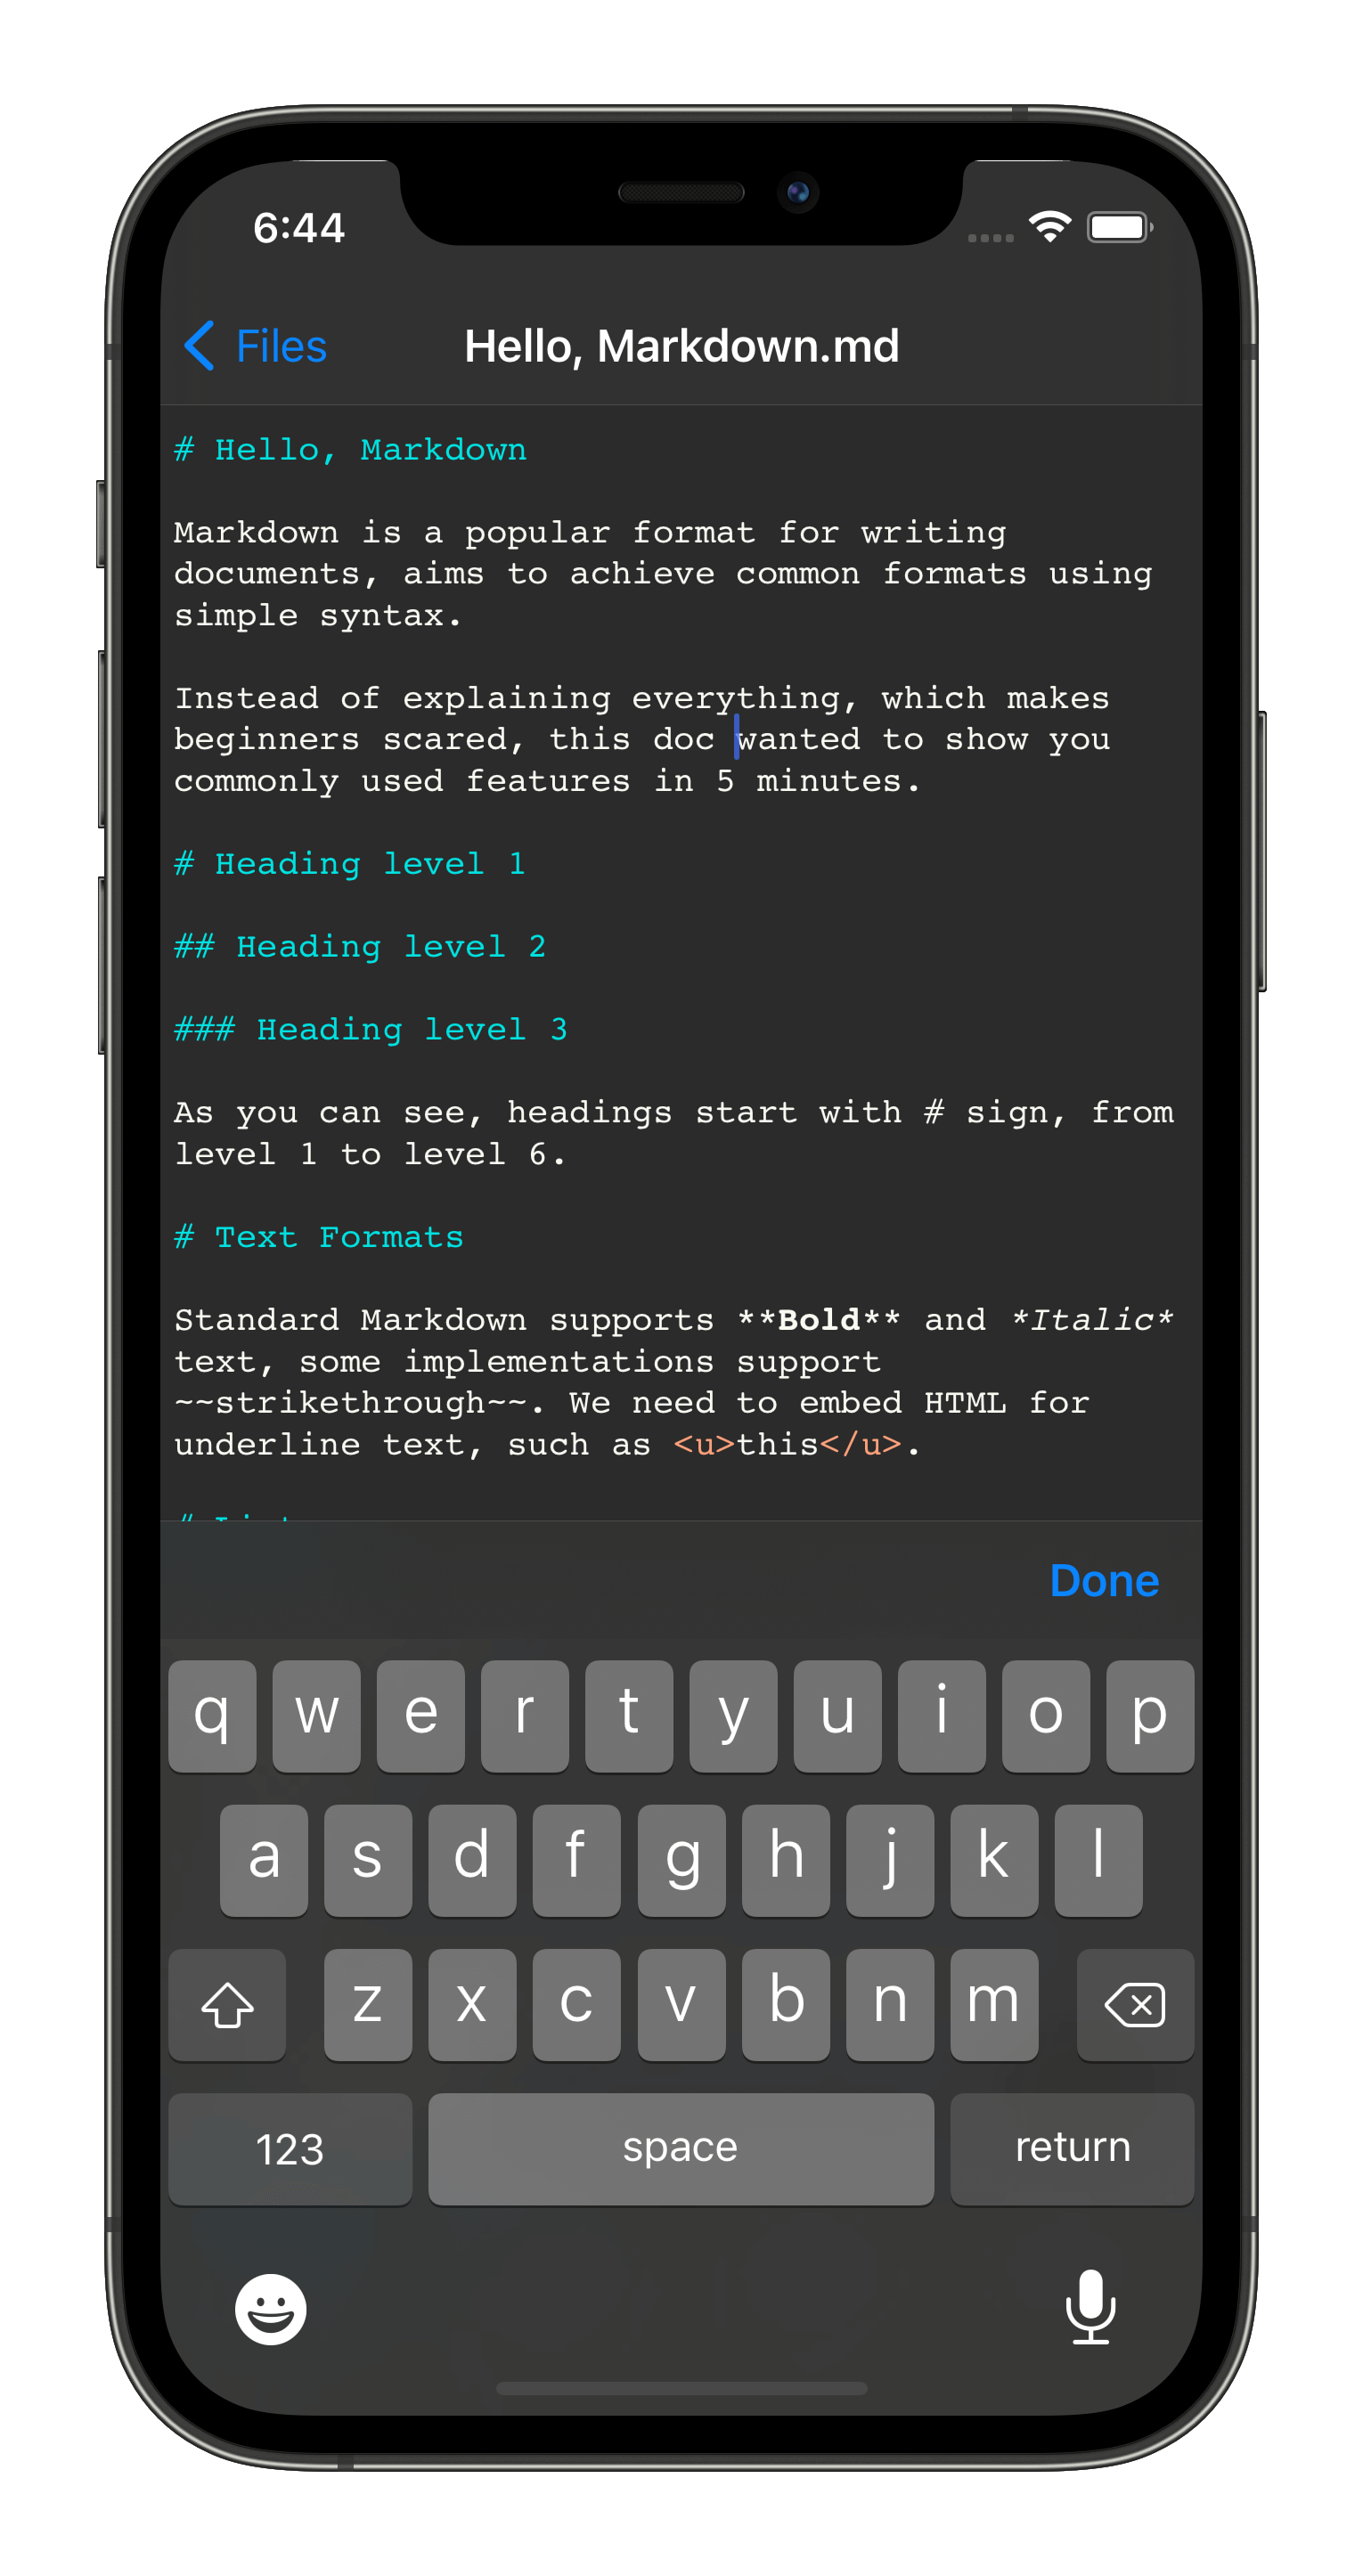 6:44
Files
Hello, Markdown.md
# Hello, Markdown
Markdown is a popular format for writing
documents, aims to achieve common formats using
simple syntax.
Instead of explaining everything, which makes
beginners scared, this doc wanted to show you
commonly used features in 5 minutes.
# Heading level 1
## Heading level 2
### Heading level 3
As you can see, headings start with # sign, from
level 1 to level 6.
# Text Formats
Standard Markdown supports **Bold** and *Italic*
text, some implementations support
~~strikethrough~~. We need to embed HTML for
underline text, such as <u>this</u>.
Done
q w e r t y u i o p
a s d f g h j k l
z x c v b n m
123 space return